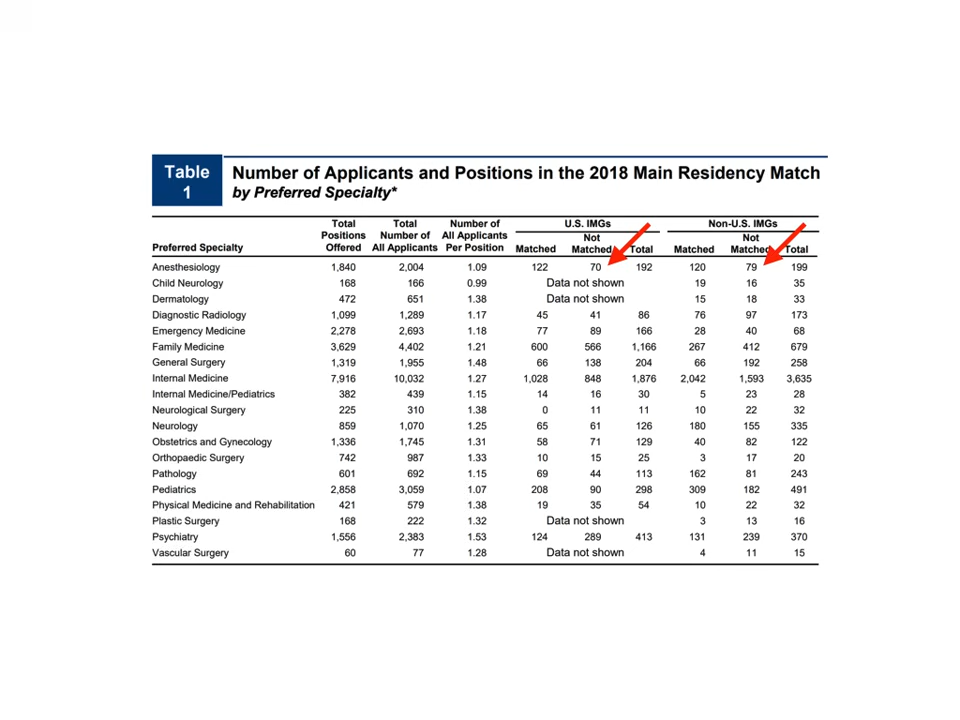 Table 1
Number of Applicants and Positions in the 2018 Main Residency Match
by Preferred Specialty*
Total Total Number of U.S. IMGs Non-U.S. IMGs
Positions Number of All Applicants Not Not
Preferred Specialty Offered All Applicants Per Position Matched Matched Total Matched Matched Total
Anesthesiology 1,840 2,004 1.09 122 70 192 120 79 199
Child Neurology 168 166 0.99 Data not shown 19 16 35
Dermatology 472 651 1.38 Data not shown 15 18 33
Diagnostic Radiology 1,099 1,289 1.17 45 41 86 76 97 173
Emergency Medicine 2,278 2,693 1.18 77 89 166 28 40 68
Family Medicine 3,629 4,402 1.21 600 566 1,166 267 412 679
General Surgery 1,319 1,955 1.48 66 138 204 66 192 258
Internal Medicine 7,916 10,032 1.27 1,028 848 1,876 2,042 1,593 3,635
Internal Medicine/Pediatrics 382 439 1.15 14 16 30 5 23 28
Neurological Surgery 225 310 1.38 0 11 11 10 22 32
Neurology 859 1,070 1.25 65 61 126 180 155 335
Obstetrics and Gynecology 1,336 1,745 1.31 58 71 129 40 82 122
Orthopaedic Surgery 742 987 1.33 10 15 25 3 17 20
Pathology 601 692 1.15 69 44 113 162 81 243
Pediatrics 2,858 3,059 1.07 208 90 298 309 182 491
Physical Medicine and Rehabilitation 421 579 1.38 19 35 54 10 22 32
Plastic Surgery 168 222 1.32 Data not shown 3 13 16
Psychiatry 1,556 2,383 1.53 124 289 413 131 239 370
Vascular Surgery 60 77 1.28 Data not shown 4 11 15